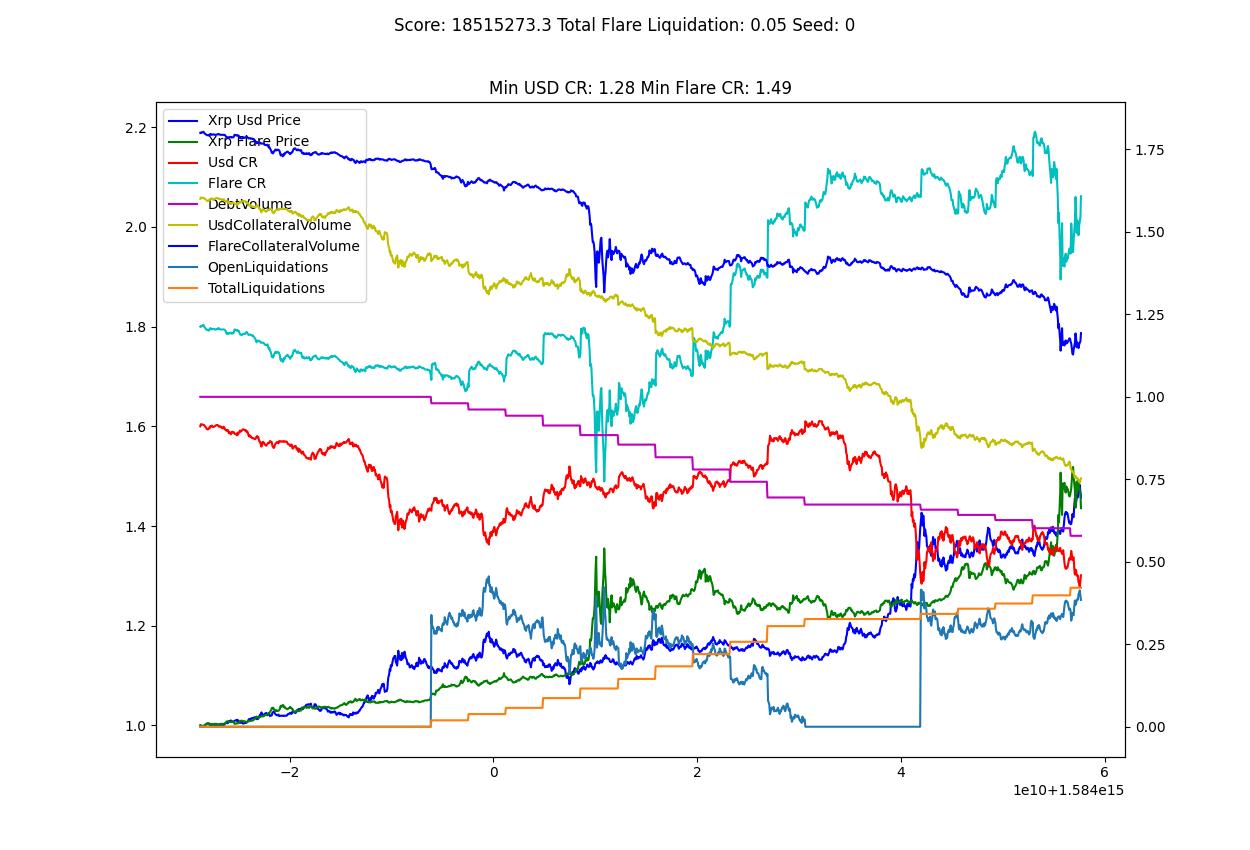 Score: 18515273.3 Total Flare Liquidation: 0.05 Seed: 0
Min USD CR: 1.28 Min Flare CR: 1.49
Xrp Usd Price
Xrp Flare Price
Usd CR
Flare CR
DebtVolume
UsdCollateralVolume
FlareCollateralVolume
OpenLiquidations
TotalLiquidations
2.2
2.0
1.8
1.6
1.4
1.2
1.0
1.75
1.50
1.25
1.00
0.75
0.50
0.25
0.00
−2
0
2
4
6
1e10+1.584e15